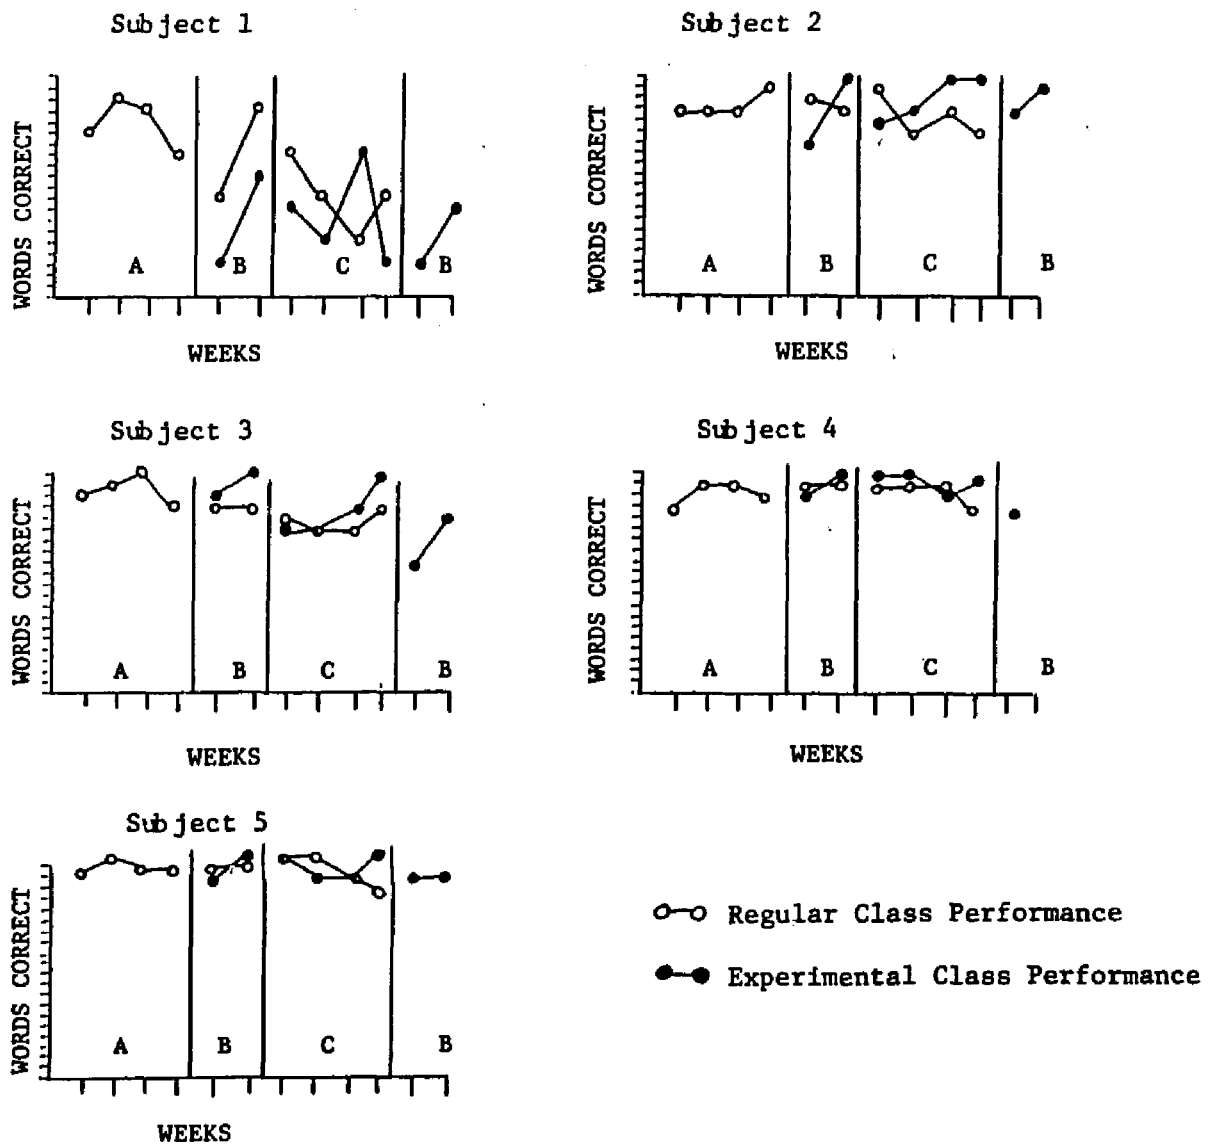 Subject 1
WORDS CORRECT
A
B
C
B
WEEKS
Subject 2
WORDS CORRECT
A
B
C
B
WEEKS
Subject 3
WORDS CORRECT
A
B
C
B
WEEKS
Subject 4
WORDS CORRECT
A
B
C
B
WEEKS
Subject 5
WORDS CORRECT
A
B
C
B
WEEKS
Regular Class Performance
Experimental Class Performance